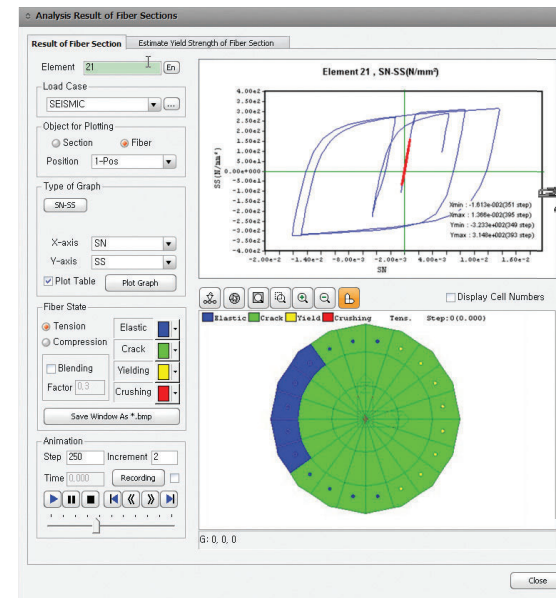 Analysis Result of Fiber Sections
Result of Fiber Section
Estimate Yield Strength of Fiber Section
Element 21 En
Load Case
SEISMIC ...
Object for Plotting
Section Fiber
Position 1-Pos
Type of Graph
SN-SS
X-axis SN
Y-axis SS
Plot Table Plot Graph
Fiber State
Tension Elastic
Compression Crack
Blending Yielding
Factor 0,3 Crushing
Save Window As *.bmp
Animation
Step 250 Increment 2
Time 0,000 Recording
Element 21 , SN-SS(N/mm²)
SS(N/mm²)
4.00e2
3.50e2
3.00e2
2.50e2
2.00e2
1.50e2
1.00e2
5.00e1
0.00e+000
-5.00e1
-1.00e2
-1.50e2
-2.00e2
-2.50e2
-3.00e2
-3.50e2
-4.00e2
Xmin : -1.613e-002(351 step)
Xmax : 1.366e-002(395 step)
Ymin : -3.233e+002(349 step)
Ymax : 3.148e+002(393 step)
-2.00e-2 -1.40e-2 -8.00e-3 -2.00e-3 4.00e-3 1.00e-2 1.60e-2
SN
Display Cell Numbers
Elastic Crack Yield Crushing Tens. Step:0(0.000)
G: 0, 0, 0
Close